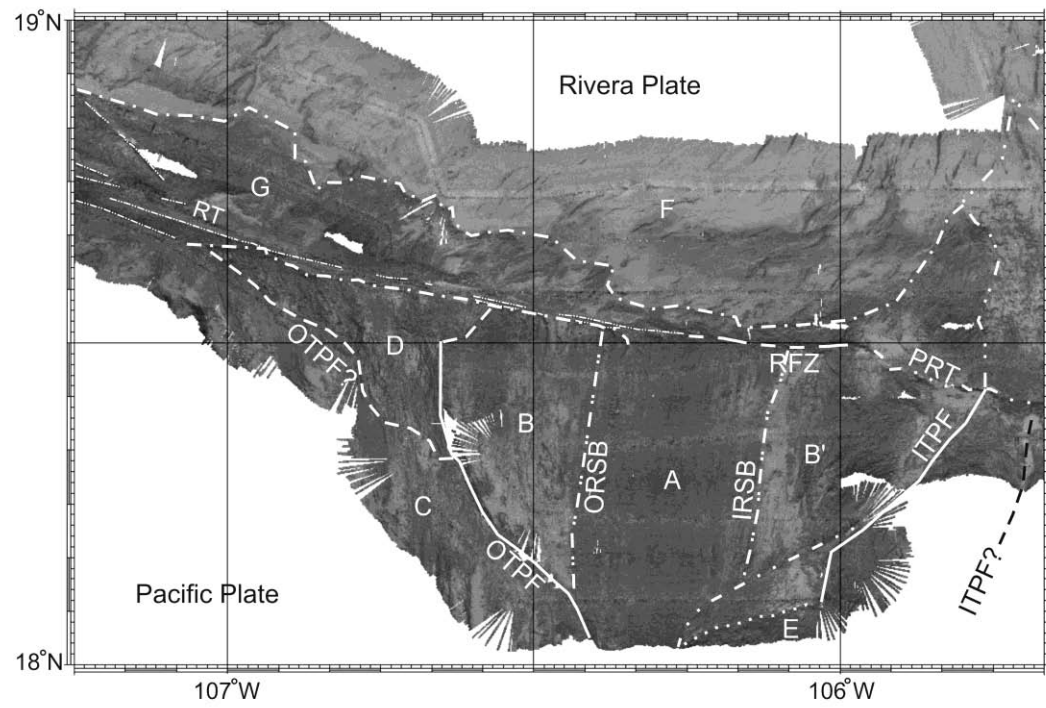 19°N
Rivera Plate
G
RT
F
OTPF?
D
RFZ
PRT
B
ORSB
A
IRSB
B'
ITPF
C
OTPF
ITPF?
Pacific Plate
E
18°N
107°W
106°W